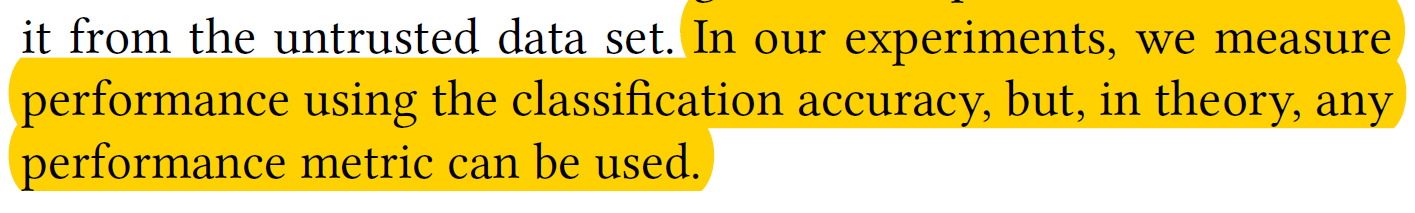 it from the untrusted data set. In our experiments, we measure
performance using the classification accuracy, but, in theory, any
performance metric can be used.